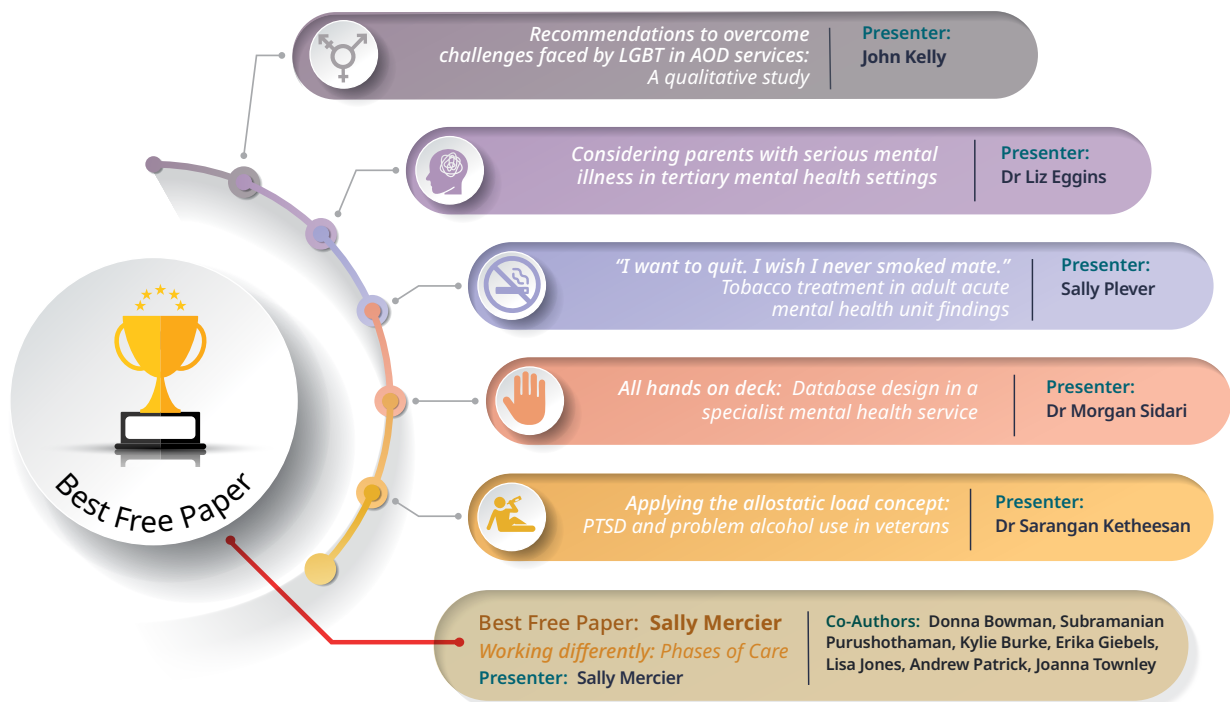 Recommendations to overcome
challenges faced by LGBT in AOD services:
A qualitative study
Presenter:
John Kelly
Considering parents with serious mental
illness in tertiary mental health settings
Presenter:
Dr Liz Eggins
“I want to quit. I wish I never smoked mate.”
Tobacco treatment in adult acute
mental health unit findings
Presenter:
Sally Plever
All hands on deck: Database design in a
specialist mental health service
Presenter:
Dr Morgan Sidari
Applying the allostatic load concept:
PTSD and problem alcohol use in veterans
Presenter:
Dr Sarangan Ketheesan
Best Free Paper
Best Free Paper: Sally Mercier
Working differently: Phases of Care
Presenter: Sally Mercier
Co-Authors: Donna Bowman, Subramanian
Purushothaman, Kylie Burke, Erika Giebels,
Lisa Jones, Andrew Patrick, Joanna Townley